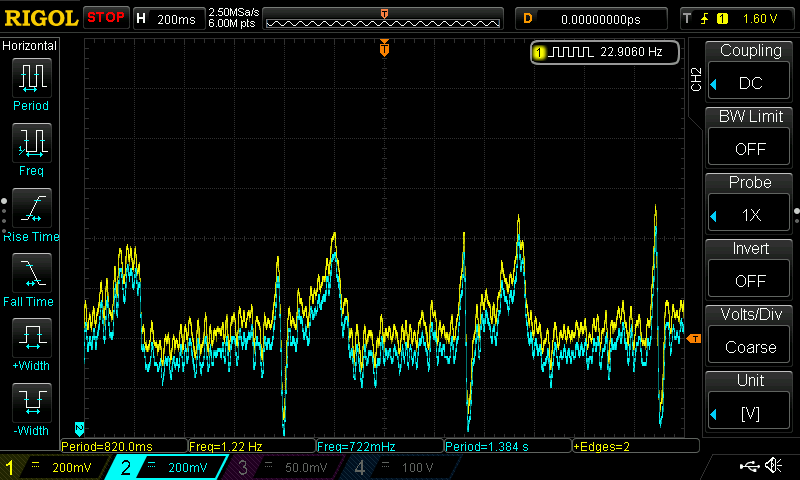 RIGOL STOP H 200ms 2.50MSa/s 6.00M pts T D 0.00000000ps T 1 1.60 V
Horizontal
T
1 22.9060 Hz
Period
Freq
Rise Time
Fall Time
+Width
-Width
CH2
Coupling
DC
BW Limit
OFF
Probe
1X
Invert
OFF
Volts/Div
Coarse
Unit
[V]
T
2
Period=820.0ms Freq=1.22 Hz Freq=722mHz Period=1.384 s +Edges=2
1 200mV 2 200mV 3 50.0mV 4 100 V